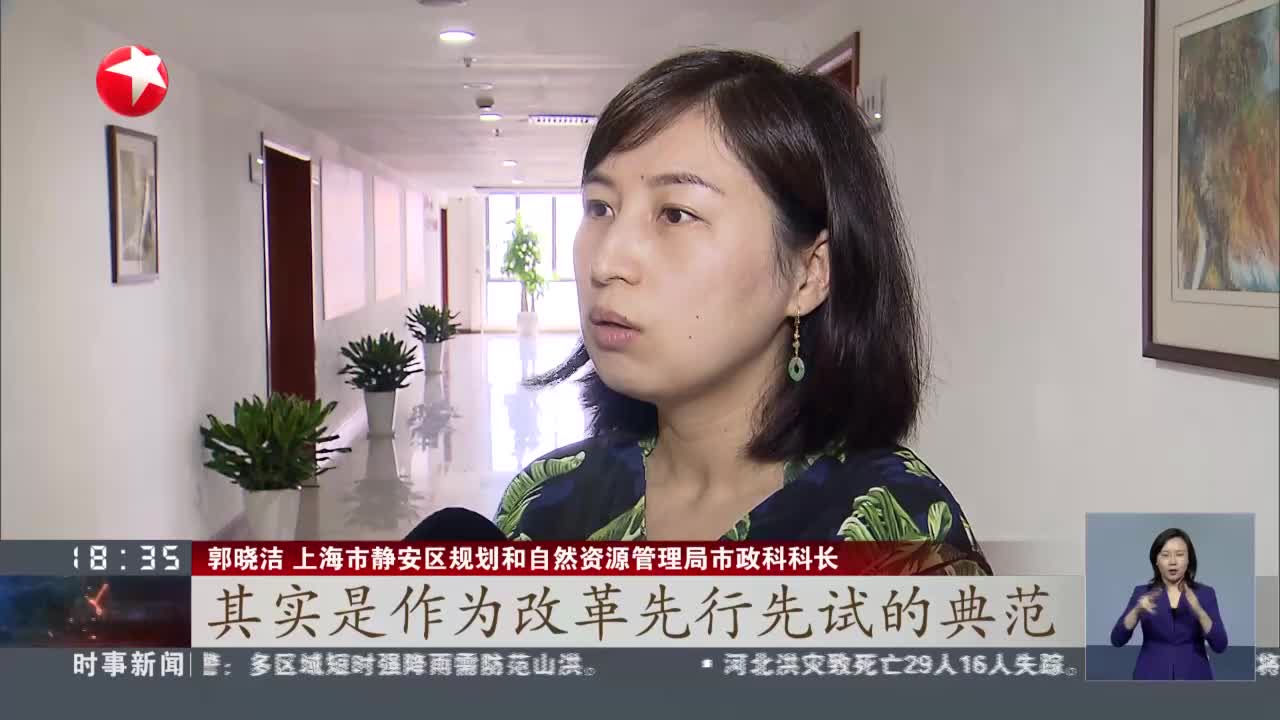 18:35
郭晓洁 上海市静安区规划和自然资源管理局市政科科长
其实是作为改革先行先试的典范
时事新闻
警：多区域短时强降雨需防范山洪。 ·河北洪灾致死亡29人16人失踪。 将